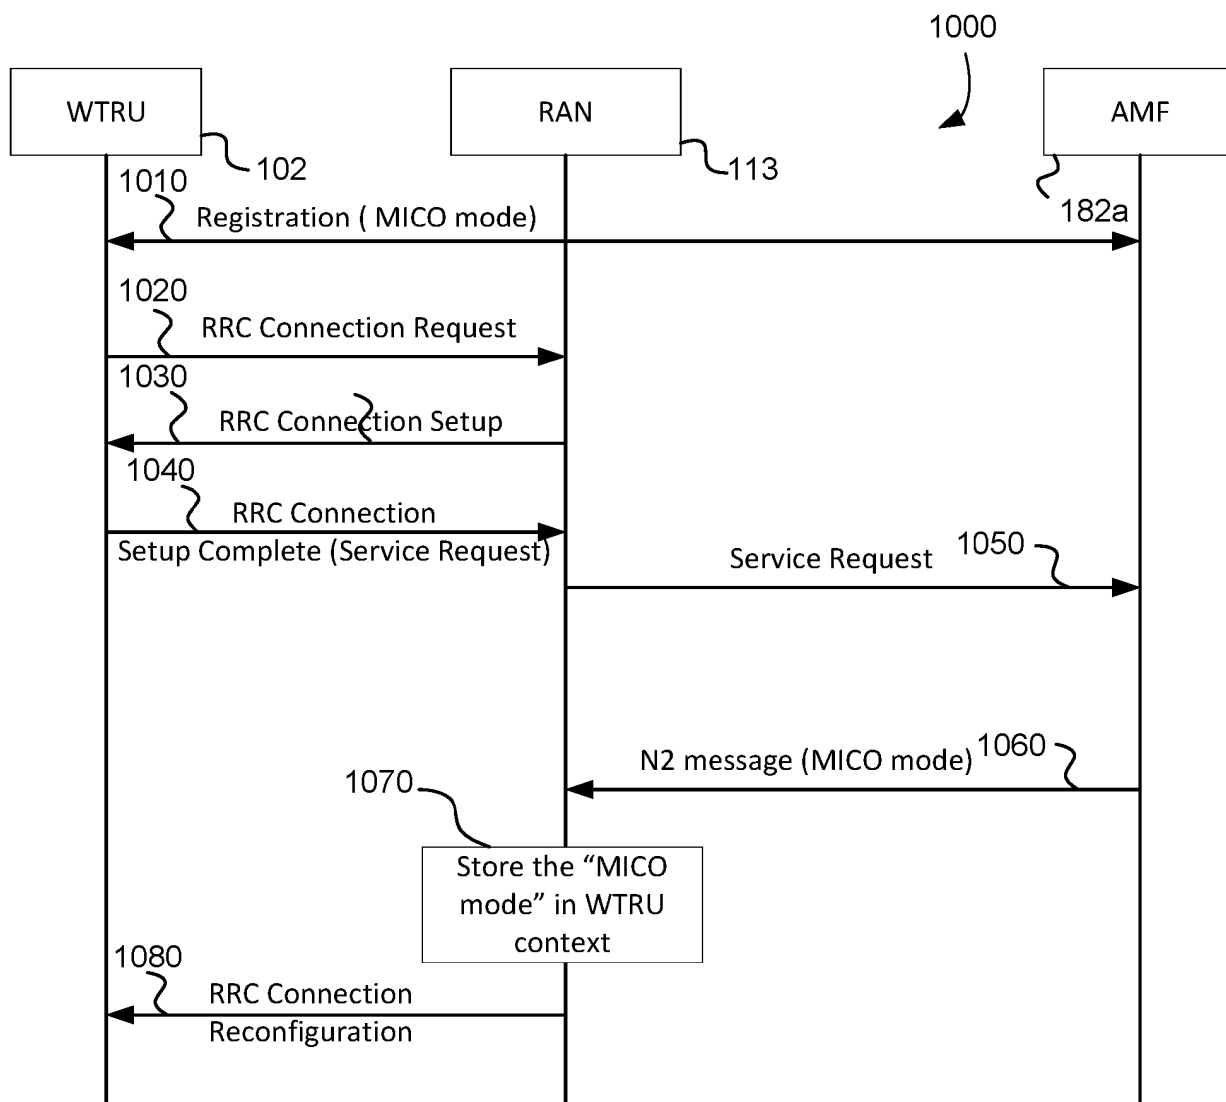 1000
WTRU
RAN
AMF
102
113
182a
1010
Registration ( MICO mode)
1020
RRC Connection Request
1030
RRC Connection Setup
1040
RRC Connection
Setup Complete (Service Request)
1050
Service Request
1060
N2 message (MICO mode)
1070
Store the “MICO
mode” in WTRU
context
1080
RRC Connection
Reconfiguration